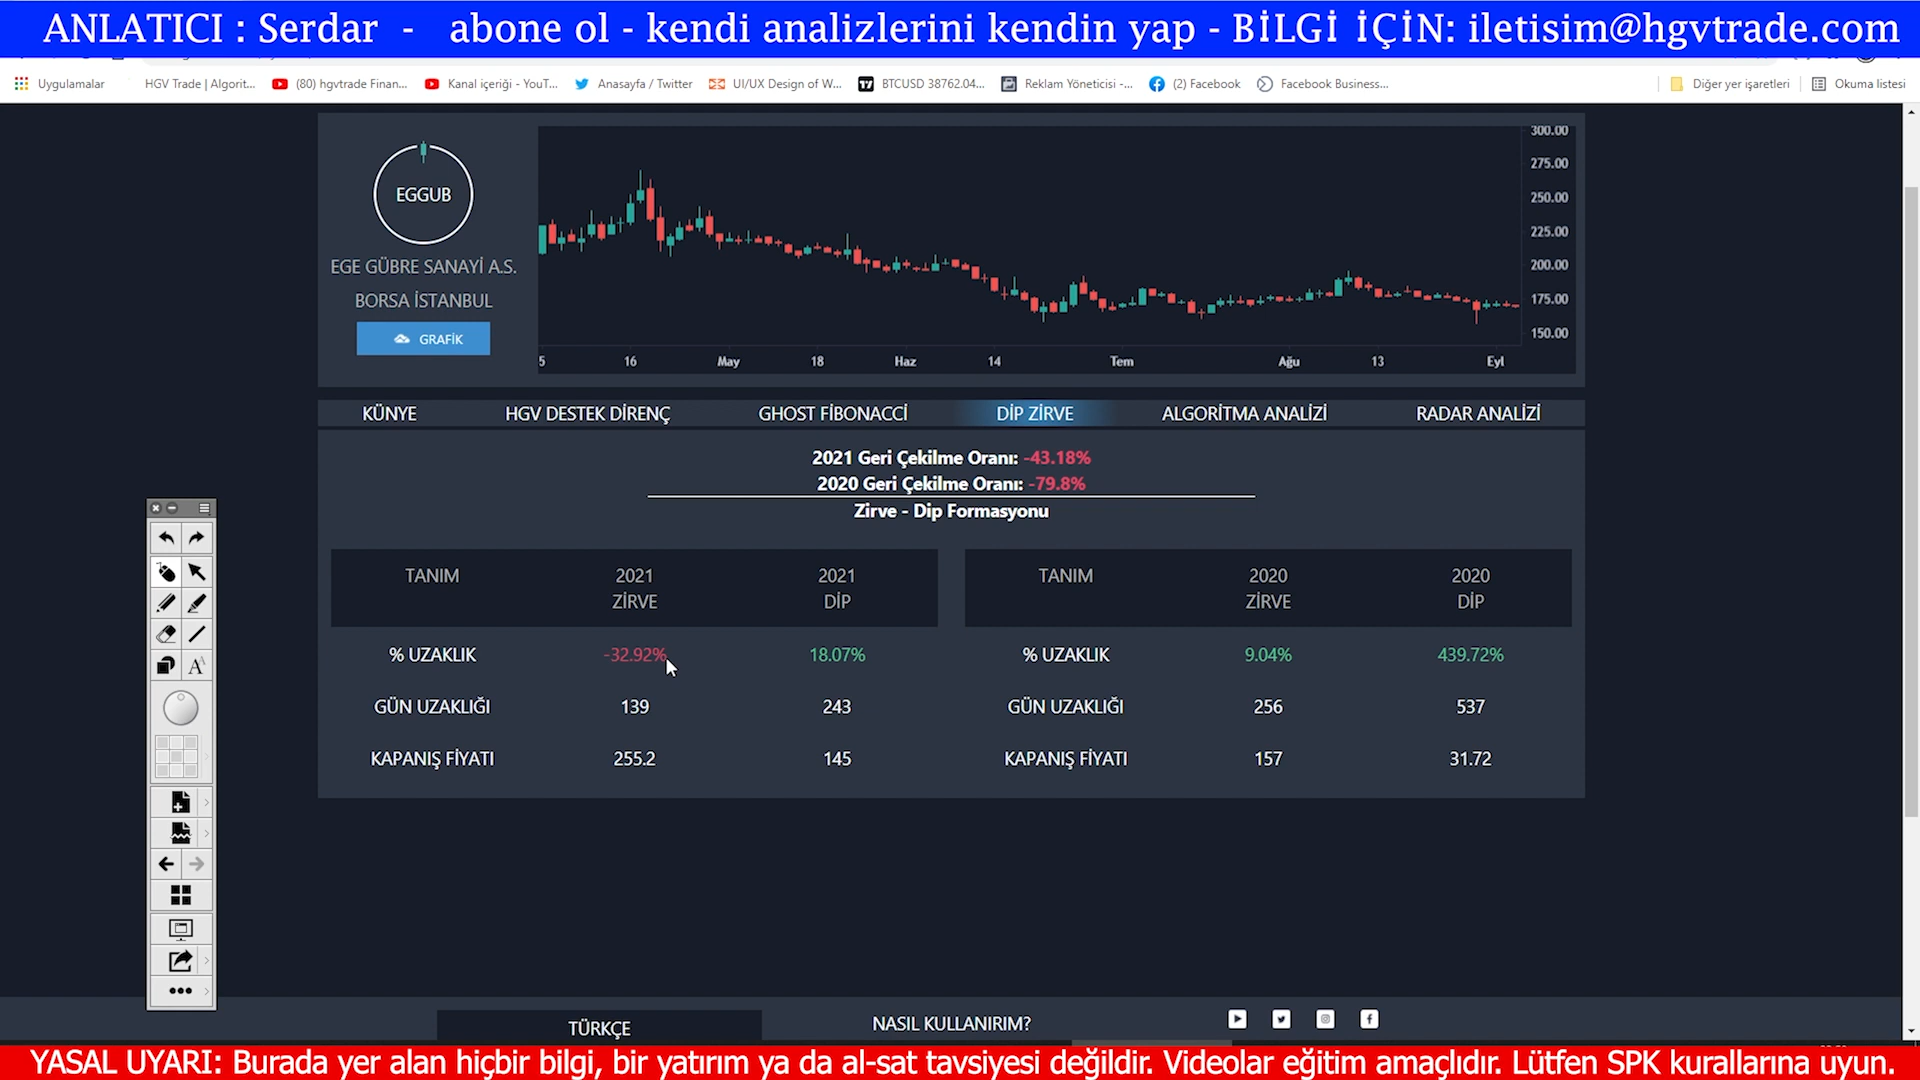 ANLATICI : Serdar - abone ol - kendi analizlerini kendin yap - BİLGİ İÇİN: iletisim@hgvtrade.com
Uygulamalar HGV Trade | Algorit... (80) hgvtrade Finan... Kanal içeriği - YouT... Anasayfa / Twitter UI/UX Design of W... BTCUSD 38762.04... Reklam Yöneticisi -... (2) Facebook Facebook Business... Diğer yer işaretleri Okuma listesi
EGGUB
EGE GÜBRE SANAYİ A.S.
BORSA İSTANBUL
GRAFİK
300.00
275.00
250.00
225.00
200.00
175.00
150.00
5 16 May 18 Haz 14 Tem Ağu 13 Eyl
KÜNYE HGV DESTEK DİRENÇ GHOST FİBONACCİ DİP ZİRVE ALGORİTMA ANALİZİ RADAR ANALİZİ
2021 Geri Çekilme Oranı: -43.18%
2020 Geri Çekilme Oranı: -79.8%
Zirve - Dip Formasyonu
TANIM 2021 ZİRVE 2021 DİP TANIM 2020 ZİRVE 2020 DİP
% UZAKLIK -32.92% 18.07% % UZAKLIK 9.04% 439.72%
GÜN UZAKLIĞI 139 243 GÜN UZAKLIĞI 256 537
KAPANIŞ FİYATI 255.2 145 KAPANIŞ FİYATI 157 31.72
TÜRKÇE NASIL KULLANIRIM?
YASAL UYARI: Burada yer alan hiçbir bilgi, bir yatırım ya da al-sat tavsiyesi değildir. Videolar eğitim amaçlıdır. Lütfen SPK kurallarına uyun.